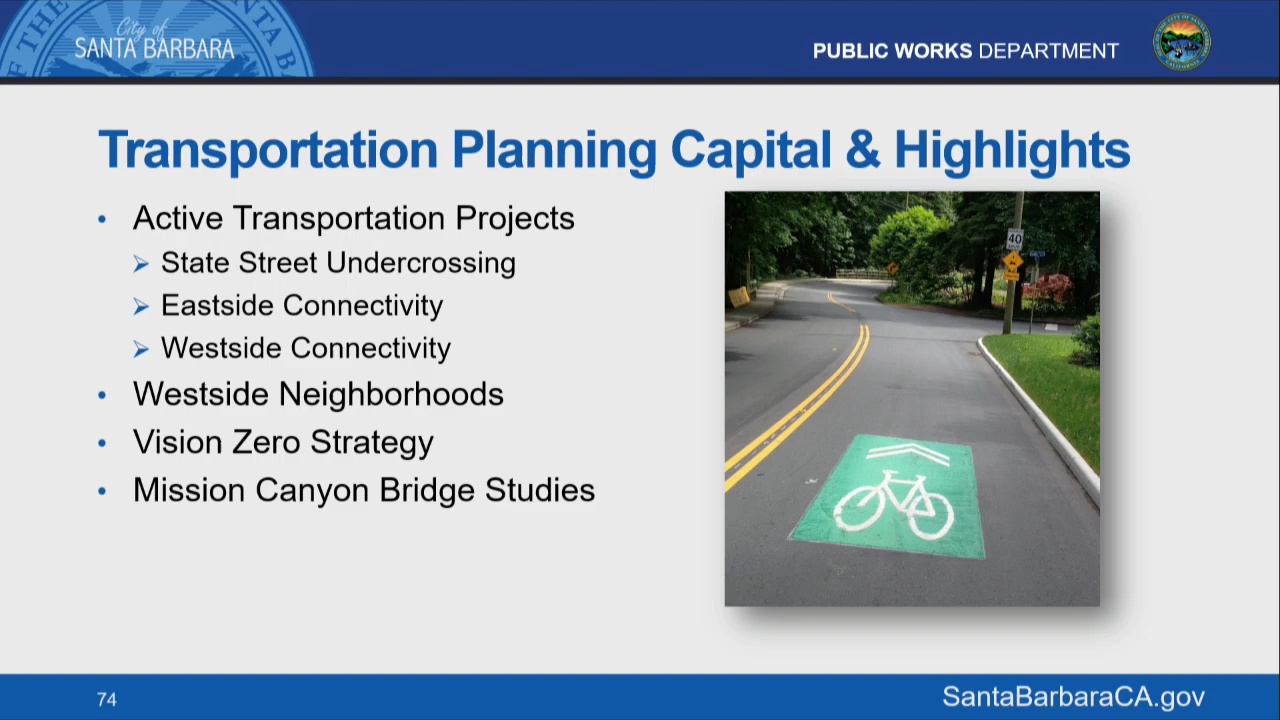 City of
SANTA BARBARA
PUBLIC WORKS DEPARTMENT
Transportation Planning Capital & Highlights
• Active Transportation Projects
➢ State Street Undercrossing
➢ Eastside Connectivity
➢ Westside Connectivity
• Westside Neighborhoods
• Vision Zero Strategy
• Mission Canyon Bridge Studies
40
74
SantaBarbaraCA.gov